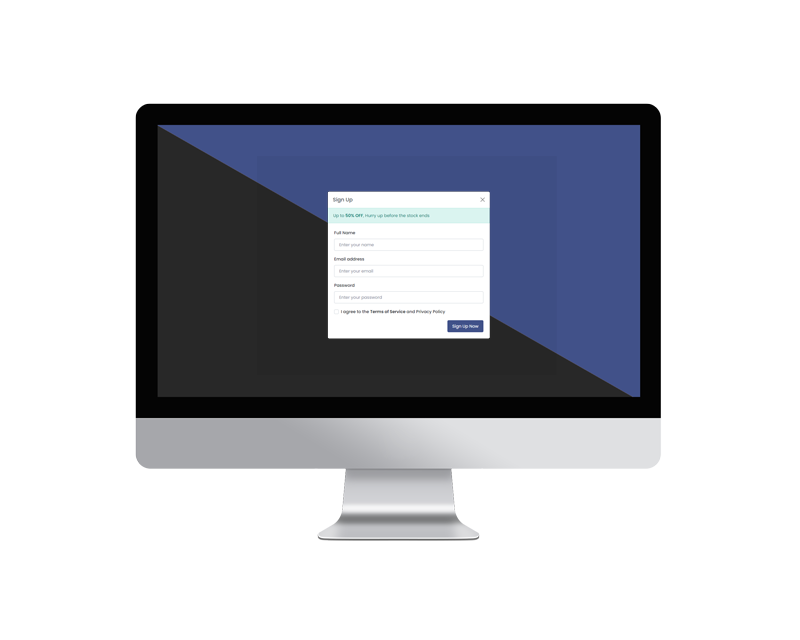 Sign Up
Up to 50% OFF, Hurry up before the stock ends
Full Name
Enter your name
Email address
Enter your email
Password
Enter your password
I agree to the Terms of Service and Privacy Policy
Sign Up Now